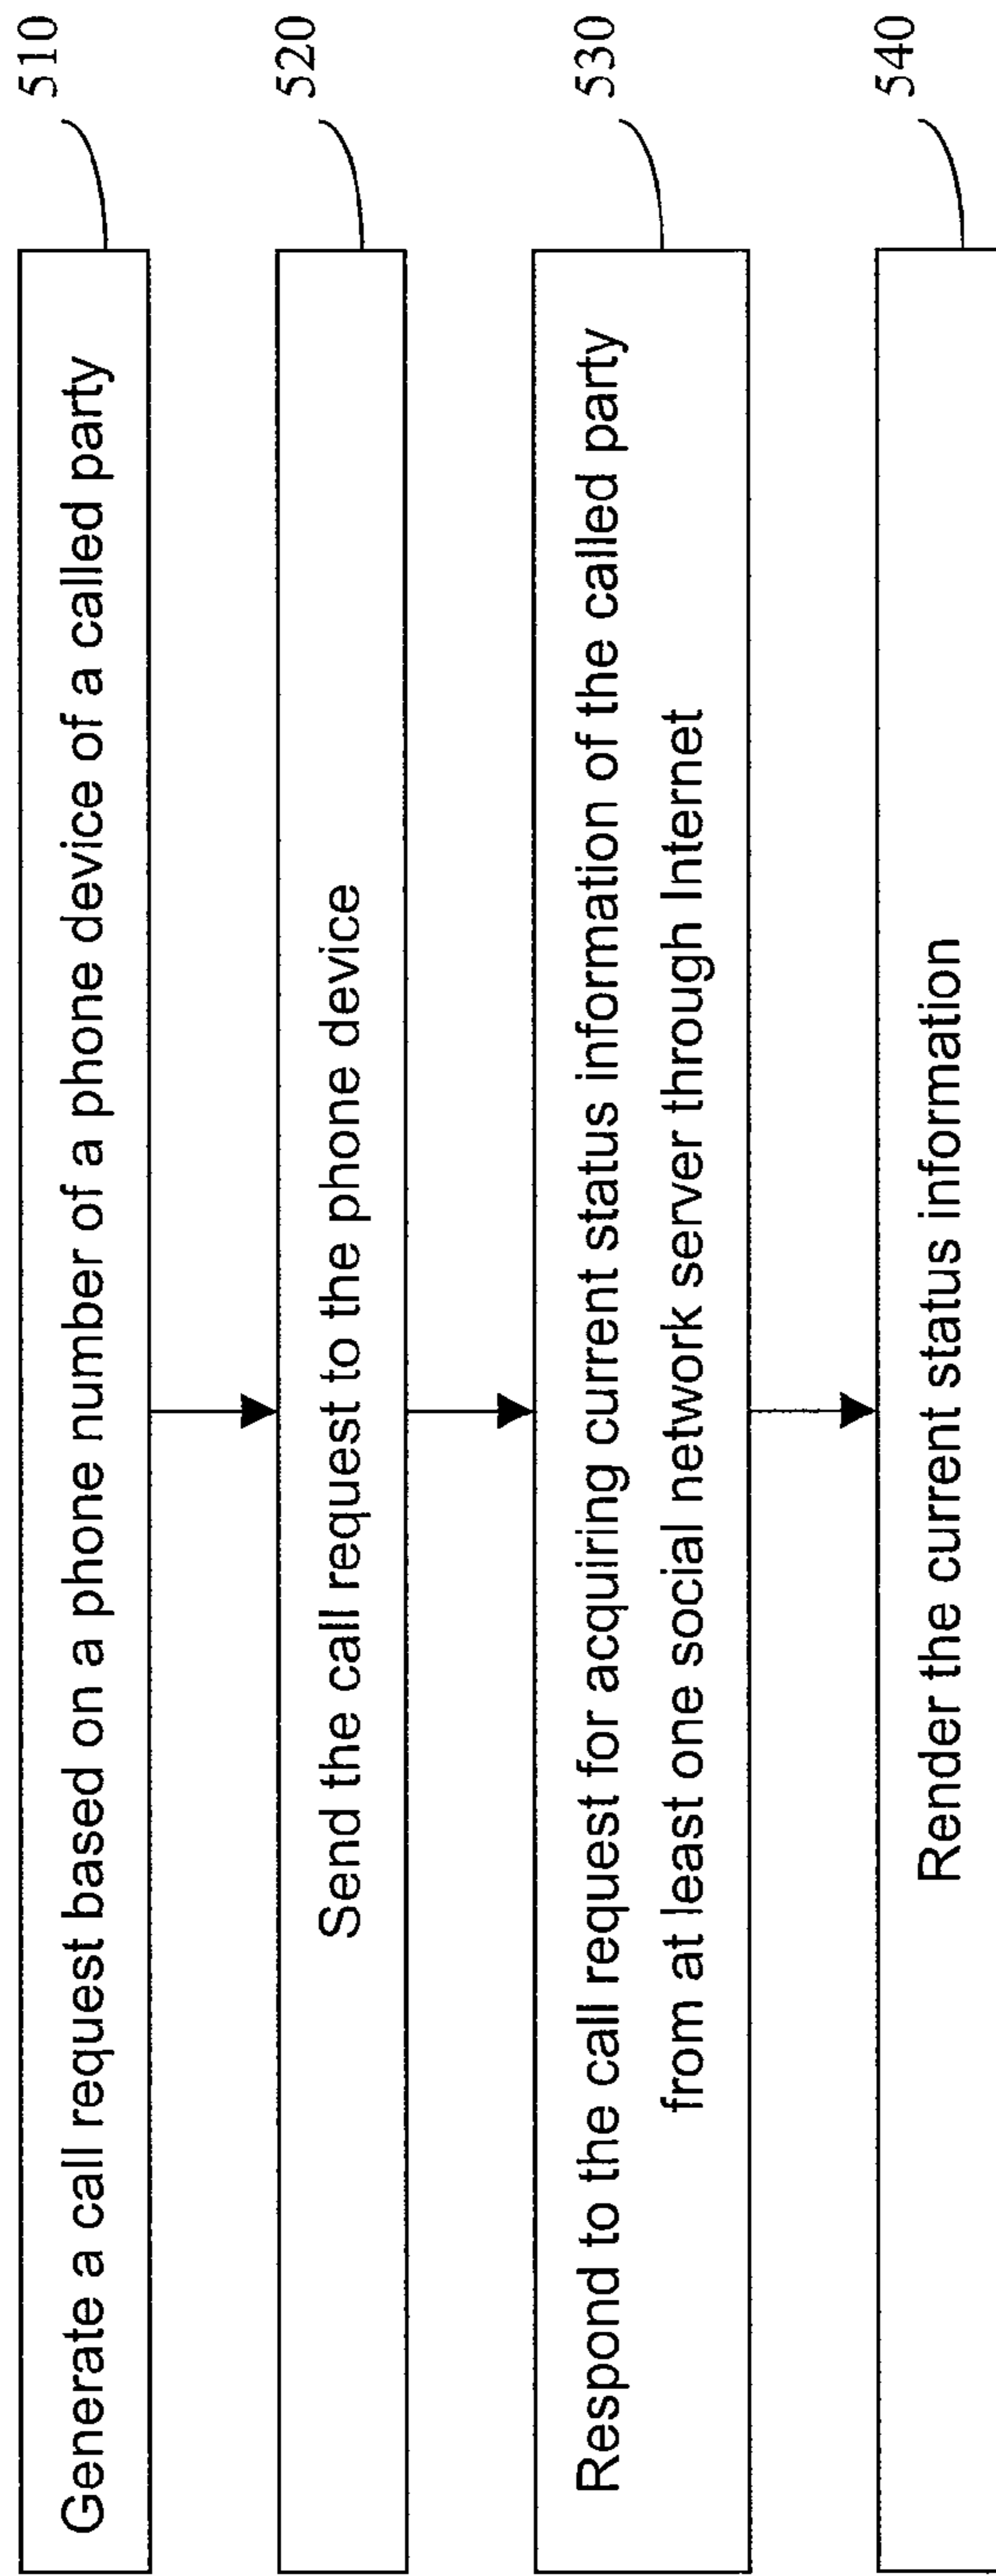 Generate a call request based on a phone number of a phone device of a called party
510
Send the call request to the phone device
520
Respond to the call request for acquiring current status information of the called party
from at least one social network server through Internet
530
Render the current status information
540